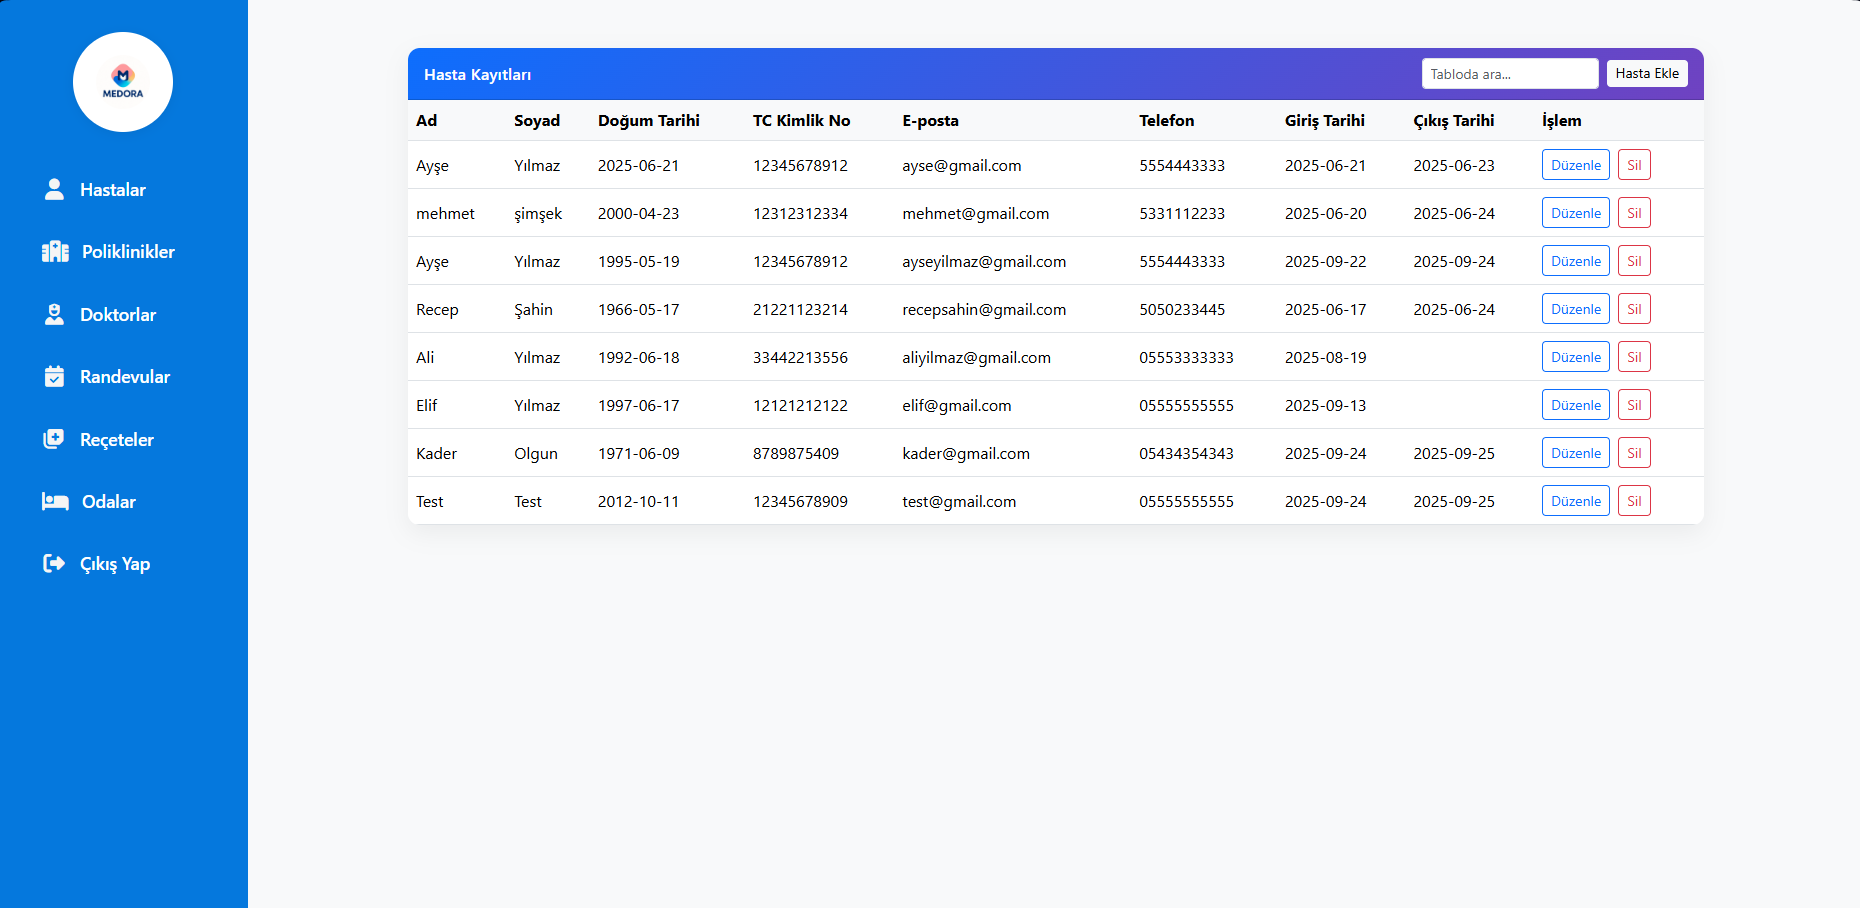 MEDORA
Hastalar
Poliklinikler
Doktorlar
Randevular
Reçeteler
Odalar
Çıkış Yap
Hasta Kayıtları Tabloda ara... Hasta Ekle
Ad Soyad Doğum Tarihi TC Kimlik No E-posta Telefon Giriş Tarihi Çıkış Tarihi İşlem
Ayşe Yılmaz 2025-06-21 12345678912 ayse@gmail.com 5554443333 2025-06-21 2025-06-23 Düzenle Sil
mehmet şimşek 2000-04-23 12312312334 mehmet@gmail.com 5331112233 2025-06-20 2025-06-24 Düzenle Sil
Ayşe Yılmaz 1995-05-19 12345678912 ayseyilmaz@gmail.com 5554443333 2025-09-22 2025-09-24 Düzenle Sil
Recep Şahin 1966-05-17 21221123214 recepsahin@gmail.com 5050233445 2025-06-17 2025-06-24 Düzenle Sil
Ali Yılmaz 1992-06-18 33442213556 aliyilmaz@gmail.com 05553333333 2025-08-19 Düzenle Sil
Elif Yılmaz 1997-06-17 12121212122 elif@gmail.com 05555555555 2025-09-13 Düzenle Sil
Kader Olgun 1971-06-09 8789875409 kader@gmail.com 05434354343 2025-09-24 2025-09-25 Düzenle Sil
Test Test 2012-10-11 12345678909 test@gmail.com 05555555555 2025-09-24 2025-09-25 Düzenle Sil